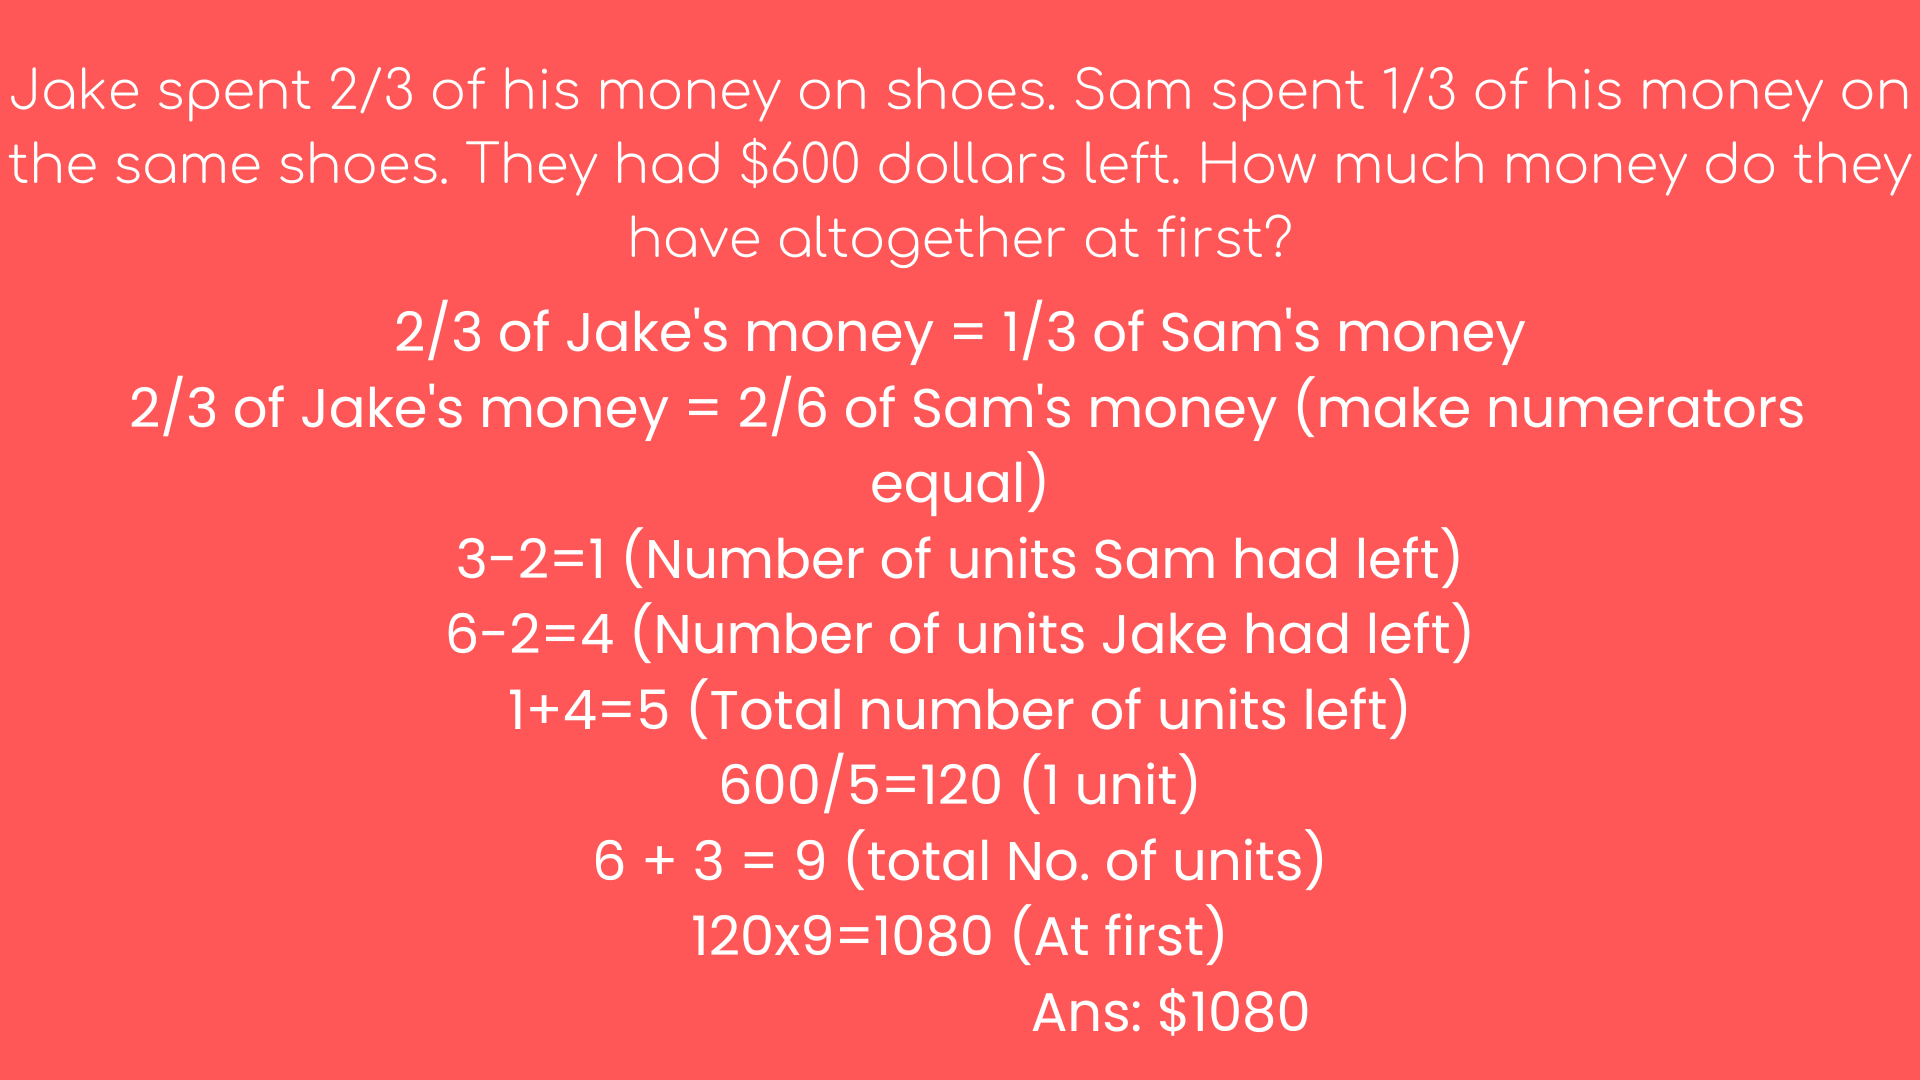 Jake spent 2/3 of his money on shoes. Sam spent 1/3 of his money on
the same shoes. They had $600 dollars left. How much money do they
have altogether at first?
2/3 of Jake's money = 1/3 of Sam's money
2/3 of Jake's money = 2/6 of Sam's money (make numerators
equal)
3-2=1 (Number of units Sam had left)
6-2=4 (Number of units Jake had left)
1+4=5 (Total number of units left)
600/5=120 (1 unit)
6 + 3 = 9 (total No. of units)
120x9=1080 (At first)
Ans: $1080